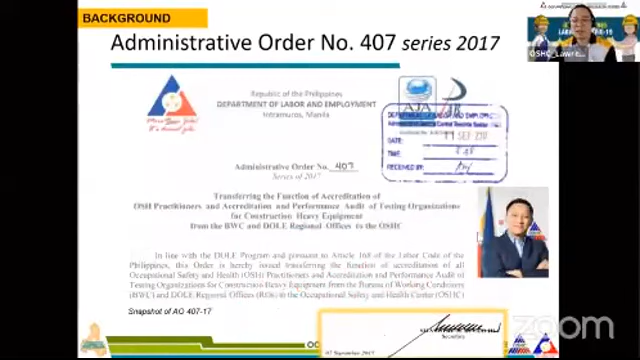 BACKGROUND
Administrative Order No. 407 series 2017
Republic of the Philippines
DEPARTMENT OF LABOR AND EMPLOYMENT
Intramuros, Manila
AJA
DATE:
TIME:
RECEIVED BY:
Administrative Order No. 407
Series of 2017
Transferring the Function of Accreditation of
OSH Practitioners and Accreditation and Performance Audit of Testing Organizations
for Construction Heavy Equipment
from the BWC and DOLE Regional Offices to the OSHC
In line with the DOLE Program and pursuant to Article 168 of the Labor Code of the
Philippines, this Order is hereby issued transferring the function of accreditation of all
Occupational Safety and Health (OSH) Practitioners and Accreditation and Performance Audit of
Testing Organizations for Construction Heavy Equipment from the Bureau of Working Conditions
(BWC) and DOLE Regional Offices (ROs) to the Occupational Safety and Health Center (OSHC)
Snapshot of AO 407-17
Secretary
07 September 2017
zoom